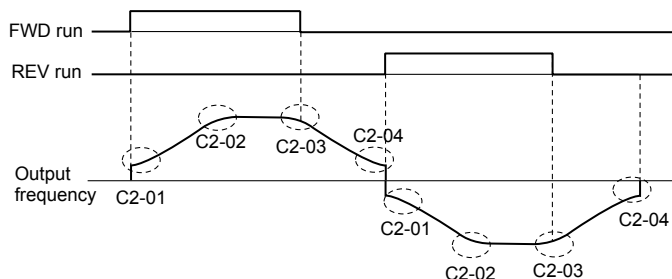 FWD run
REV run
C2-02
C2-03
C2-04
Output
frequency
C2-01
C2-01
C2-02
C2-03
C2-04